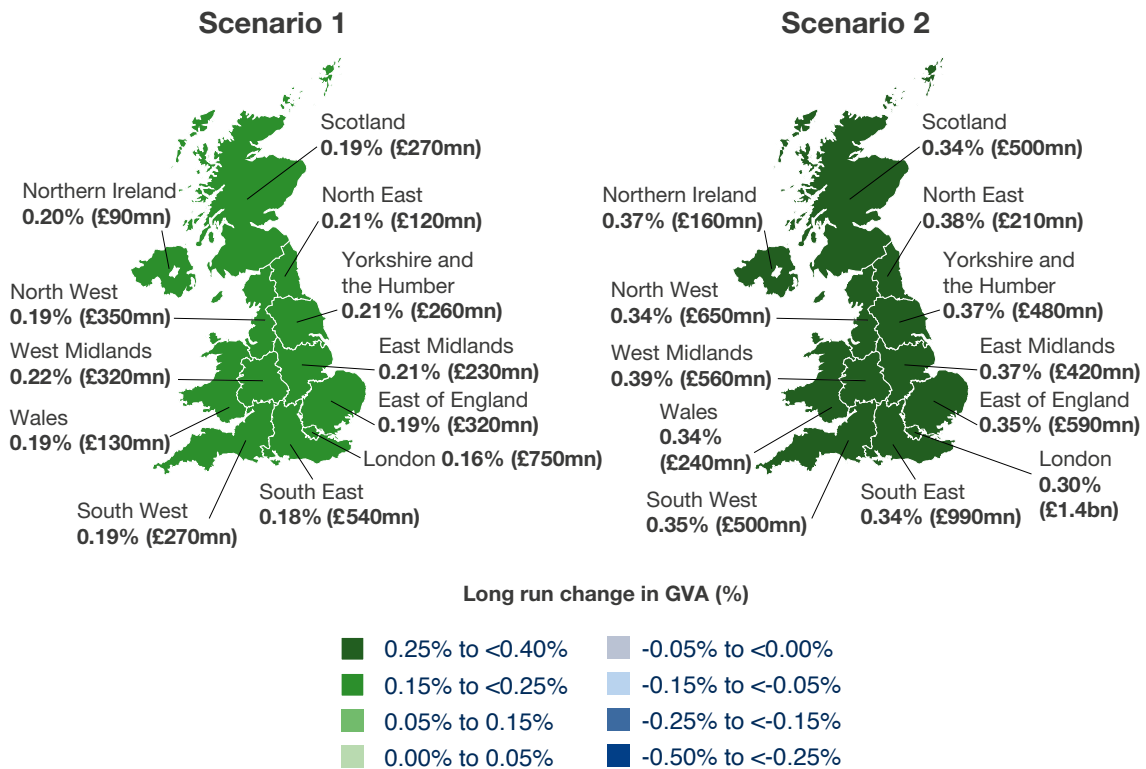 Scenario 1
Scotland
0.19% (£270mn)
Northern Ireland
0.20% (£90mn)
North East
0.21% (£120mn)
Yorkshire and
the Humber
0.21% (£260mn)
North West
0.19% (£350mn)
West Midlands
0.22% (£320mn)
East Midlands
0.21% (£230mn)
East of England
0.19% (£320mn)
Wales
0.19% (£130mn)
London 0.16% (£750mn)
South East
0.18% (£540mn)
South West
0.19% (£270mn)
Scenario 2
Scotland
0.34% (£500mn)
Northern Ireland
0.37% (£160mn)
North East
0.38% (£210mn)
Yorkshire and
the Humber
0.37% (£480mn)
North West
0.34% (£650mn)
West Midlands
0.39% (£560mn)
East Midlands
0.37% (£420mn)
East of England
0.35% (£590mn)
Wales
0.34%
(£240mn)
London
0.30%
(£1.4bn)
South East
0.34% (£990mn)
South West
0.35% (£500mn)
Long run change in GVA (%)
0.25% to <0.40%
0.15% to <0.25%
0.05% to 0.15%
0.00% to 0.05%
-0.05% to <0.00%
-0.15% to <-0.05%
-0.25% to <-0.15%
-0.50% to <-0.25%